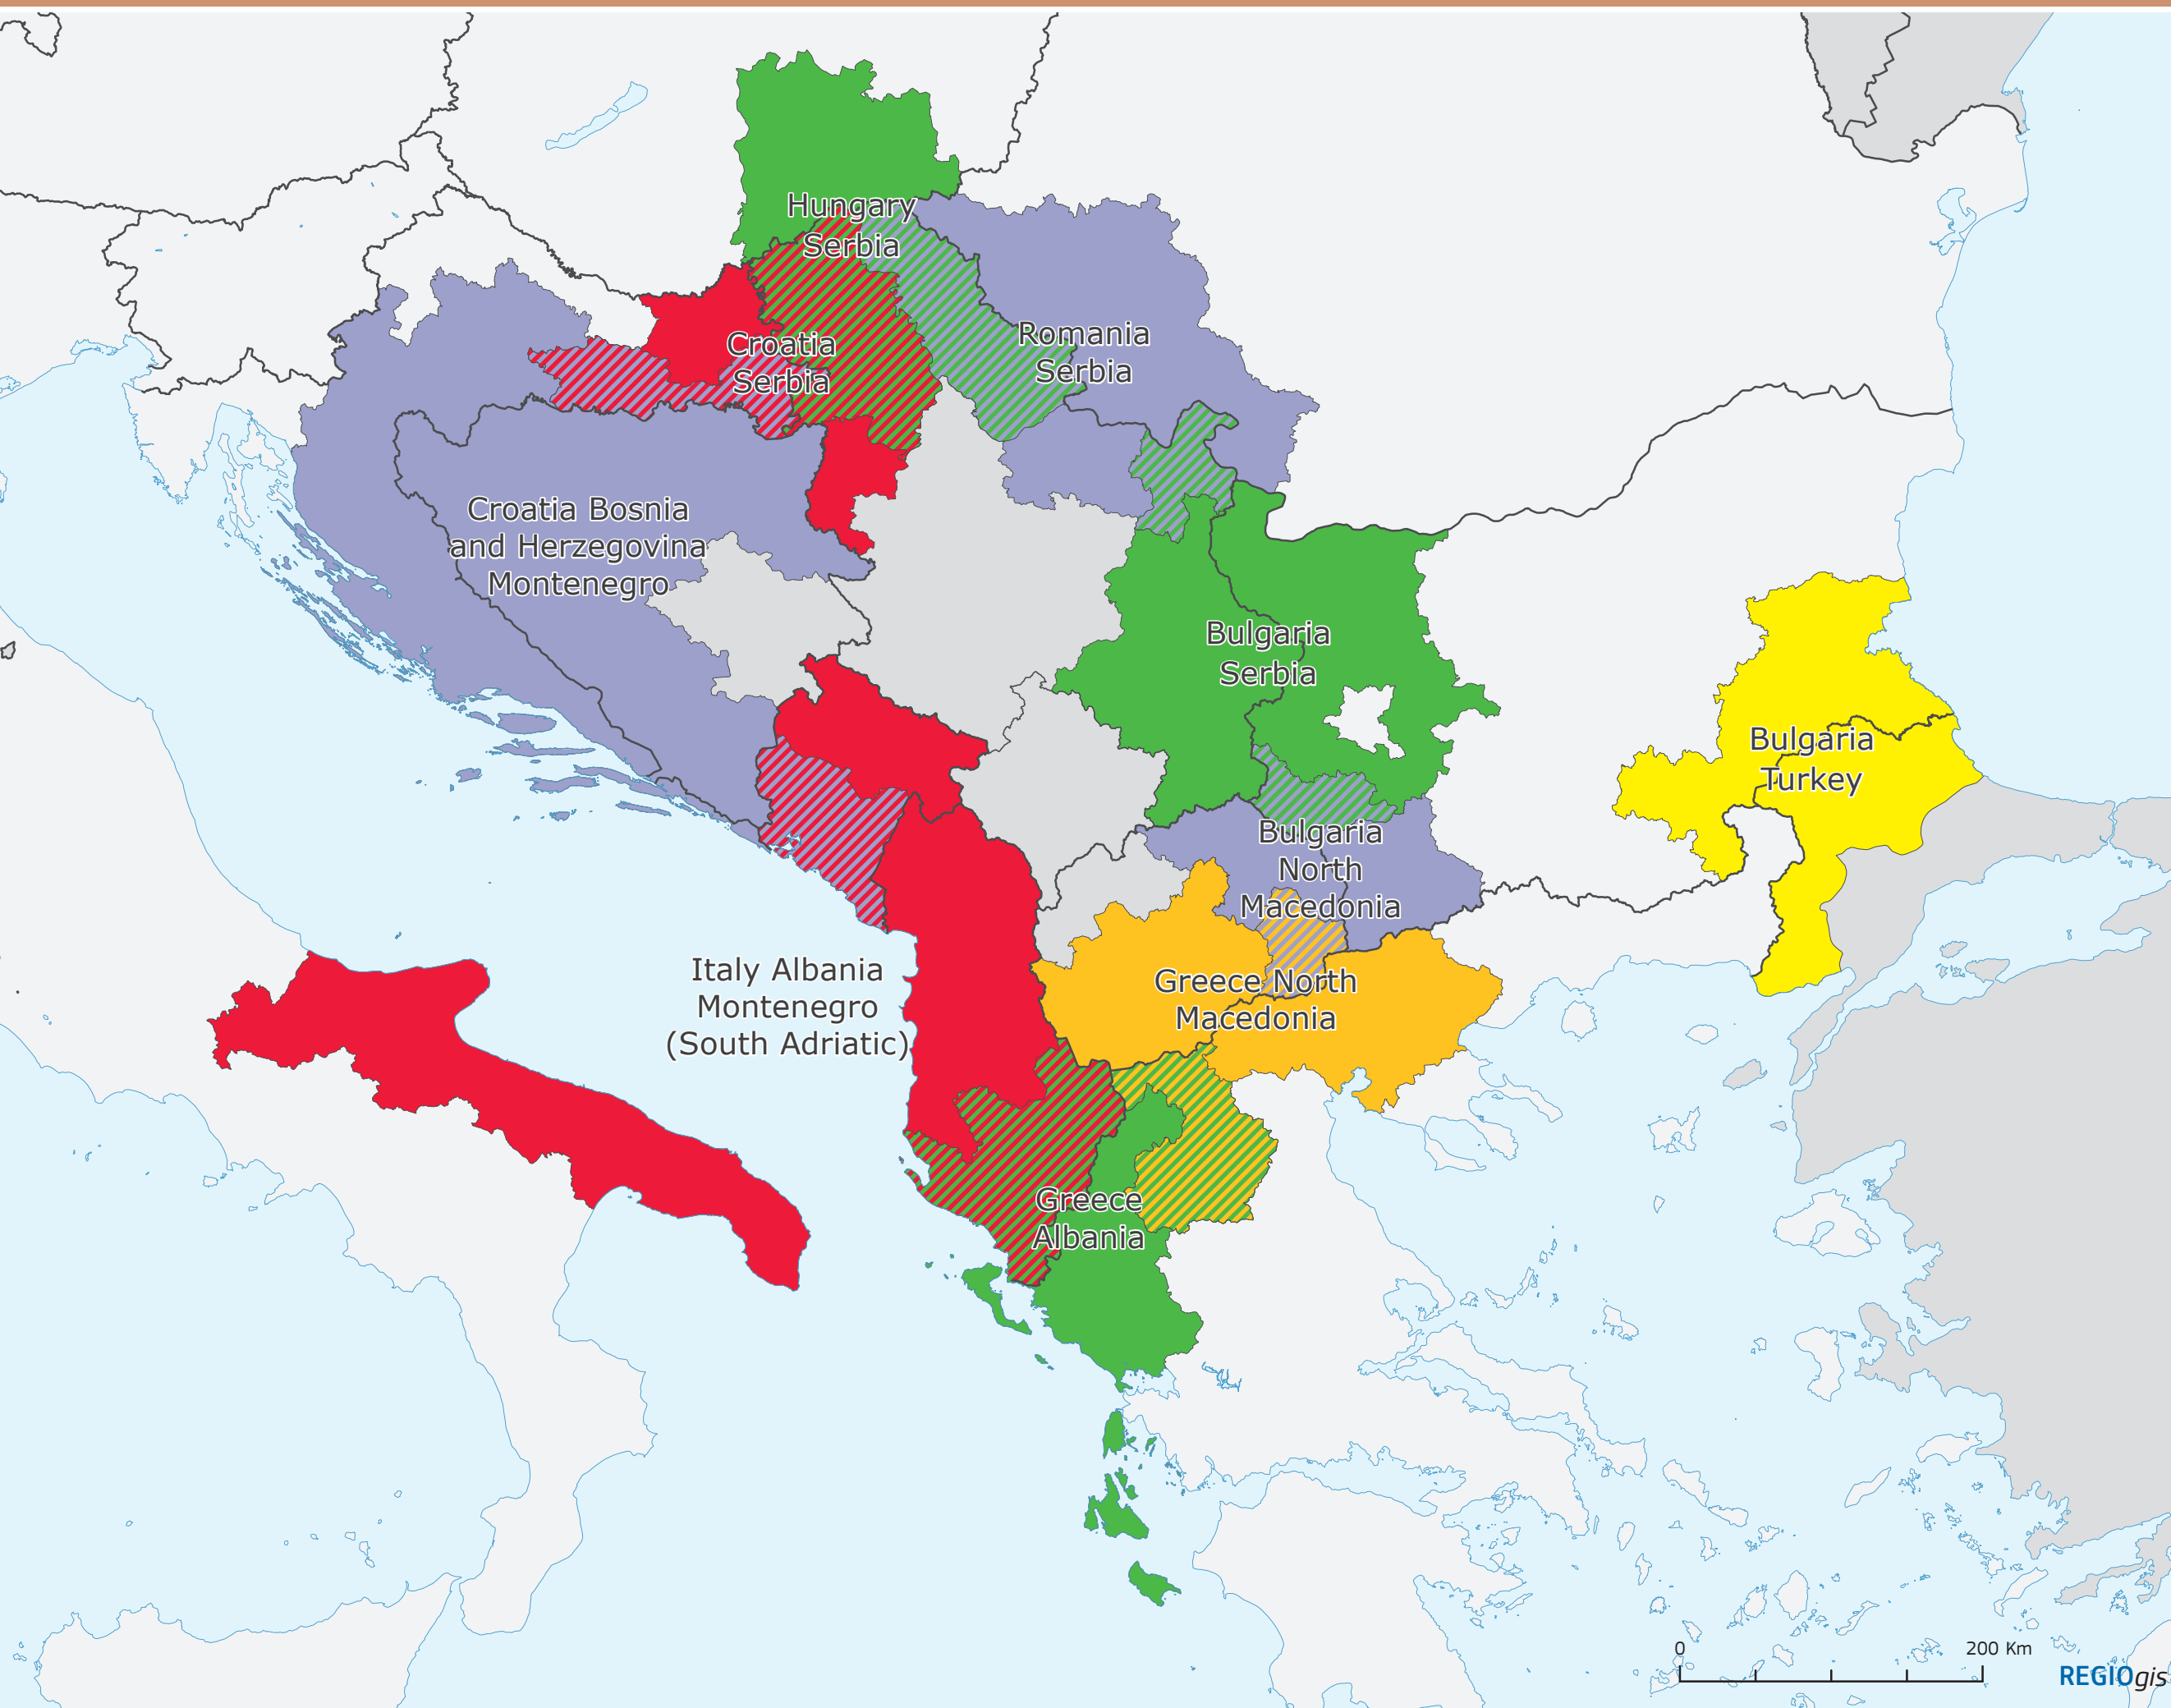 Hungary
Serbia
Croatia
Serbia
Romania
Serbia
Croatia Bosnia
and Herzegovina
Montenegro
Bulgaria
Serbia
Bulgaria
Turkey
Bulgaria
North
Macedonia
Italy Albania
Montenegro
(South Adriatic)
Greece North
Macedonia
Greece
Albania
0 200 Km
REGIOgis